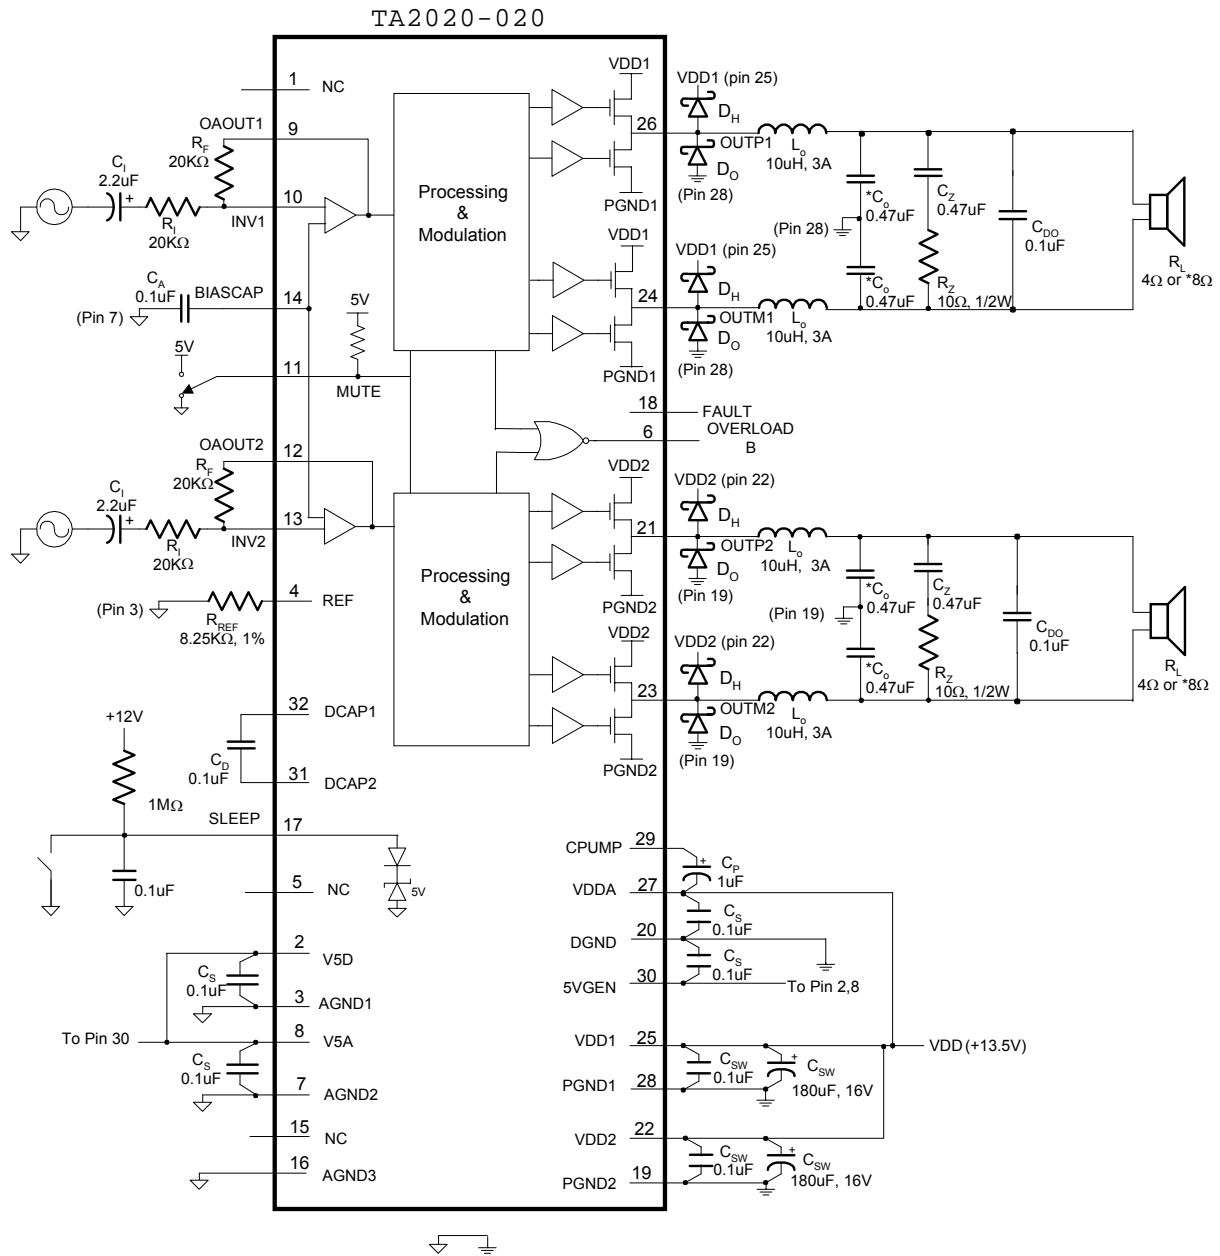 TA2020-020
1
NC
OAOUT1
9
RF
20KΩ
CI
2.2uF
+
RI
20KΩ
10
INV1
CA
0.1uF
BIASCAP
14
(Pin 7)
5V
5V
11
MUTE
OAOUT2
12
RF
20KΩ
CI
2.2uF
+
RI
20KΩ
13
INV2
(Pin 3)
4
REF
RREF
8.25KΩ, 1%
32
DCAP1
CD
0.1uF
31
DCAP2
+12V
1MΩ
SLEEP
17
0.1uF
5V
5
NC
2
V5D
CS
0.1uF
3
AGND1
To Pin 30
8
V5A
CS
0.1uF
7
AGND2
15
NC
16
AGND3
Processing
&
Modulation
Processing
&
Modulation
VDD1
26
PGND1
VDD1
24
PGND1
18
FAULT
6
OVERLOAD
B
VDD2
21
PGND2
VDD2
23
PGND2
VDD1 (pin 25)
DH
OUTP1
DO
(Pin 28)
Lo
10uH, 3A
VDD1 (pin 25)
DH
OUTM1
DO
(Pin 28)
Lo
10uH, 3A
*Co
0.47uF
(Pin 28)
*Co
0.47uF
CZ
0.47uF
RZ
10Ω, 1/2W
CDO
0.1uF
RL
4Ω or *8Ω
VDD2 (pin 22)
DH
OUTP2
DO
(Pin 19)
Lo
10uH, 3A
VDD2 (pin 22)
DH
OUTM2
DO
(Pin 19)
Lo
10uH, 3A
*Co
0.47uF
(Pin 19)
*Co
0.47uF
CZ
0.47uF
RZ
10Ω, 1/2W
CDO
0.1uF
RL
4Ω or *8Ω
CPUMP
29
+
CP
1uF
VDDA
27
CS
0.1uF
DGND
20
CS
0.1uF
5VGEN
30
To Pin 2,8
VDD1
25
VDD (+13.5V)
CSW
0.1uF
+
CSW
180uF, 16V
PGND1
28
VDD2
22
CSW
0.1uF
+
CSW
180uF, 16V
PGND2
19